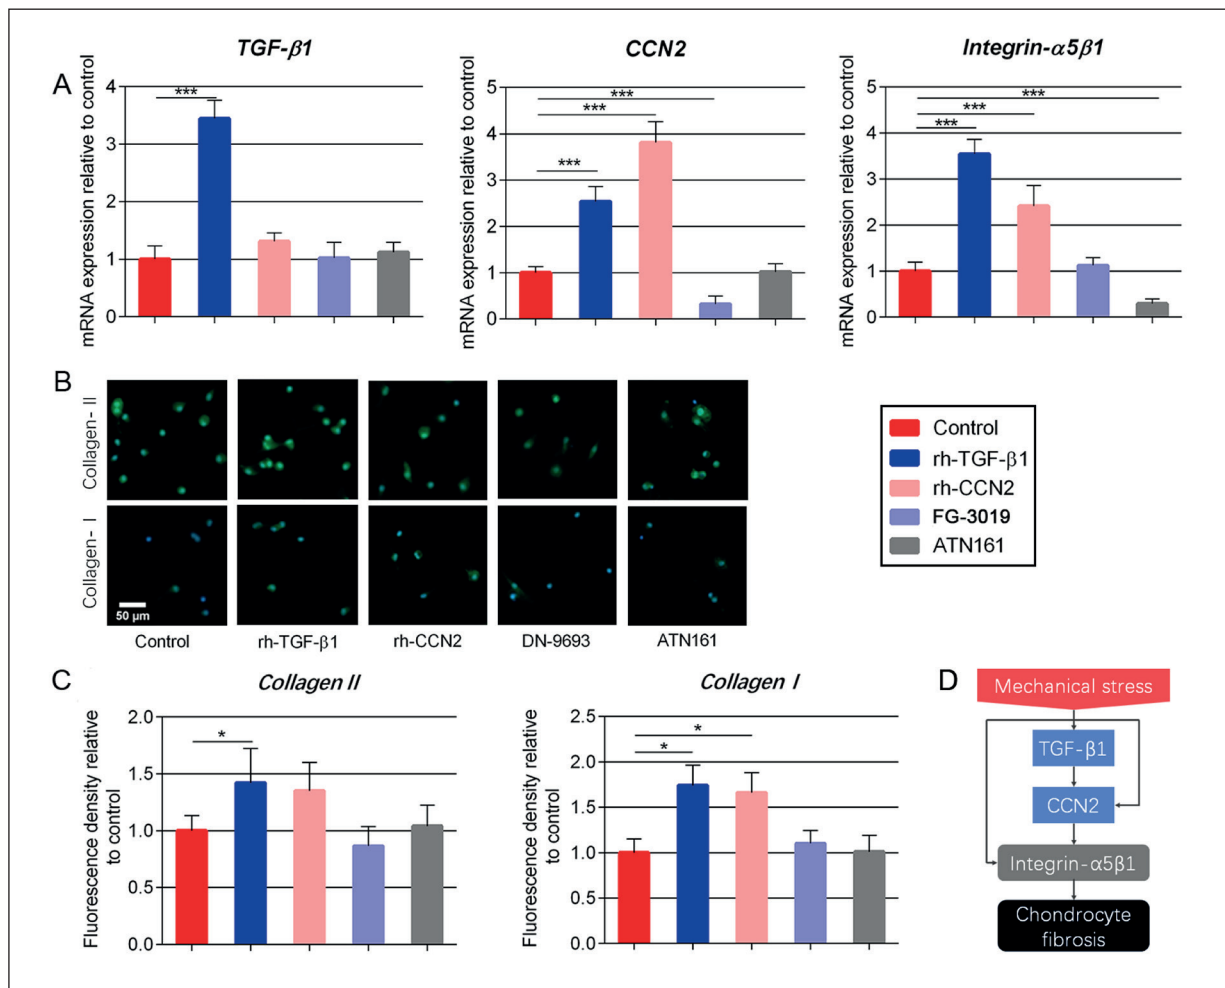 A
TGF-β1
mRNA expression relative to control
4
3
2
1
0
***
CCN2
mRNA expression relative to control
5
4
3
2
1
0
***
***
***
Integrin-α5β1
mRNA expression relative to control
5
4
3
2
1
0
***
***
***
B
Collagen- II
Collagen- I
50 µm
Control
rh-TGF-β1
rh-CCN2
DN-9693
ATN161
Control
rh-TGF-β1
rh-CCN2
FG-3019
ATN161
C
Collagen II
Fluorescence density relative
to control
2.0
1.5
1.0
0.5
0.0
*
Collagen I
Fluorescence density relative
to control
2.5
2.0
1.5
1.0
0.5
0.0
*
*
D
Mechanical stress
TGF-β1
CCN2
Integrin-α5β1
Chondrocyte
fibrosis